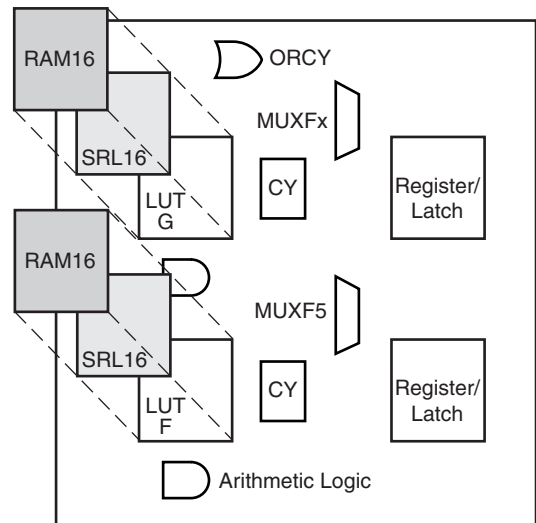 RAM16
ORCY
MUXFx
SRL16
CY
Register/
Latch
LUT
G
RAM16
MUXF5
SRL16
CY
Register/
Latch
LUT
F
Arithmetic Logic